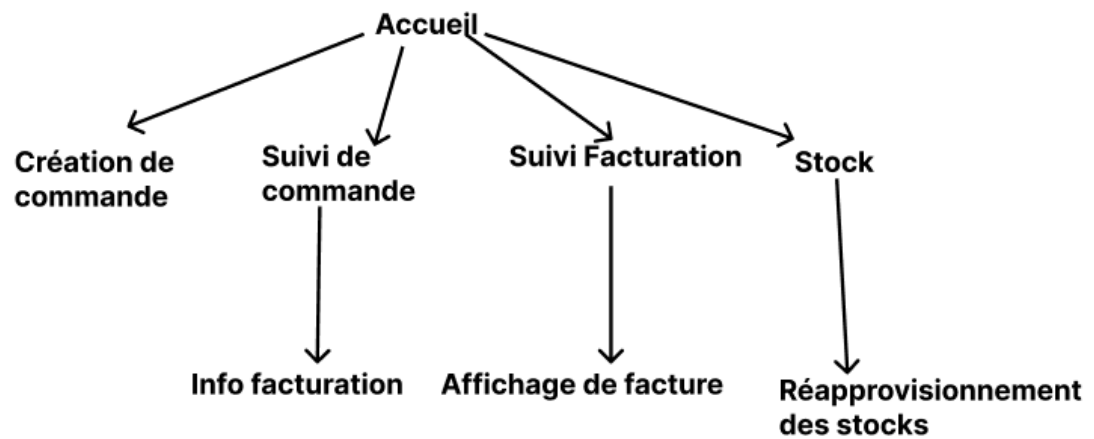 Accueil
Création de
commande
Suivi de
commande
Suivi Facturation
Stock
Info facturation
Affichage de facture
Réapprovisionnement
des stocks